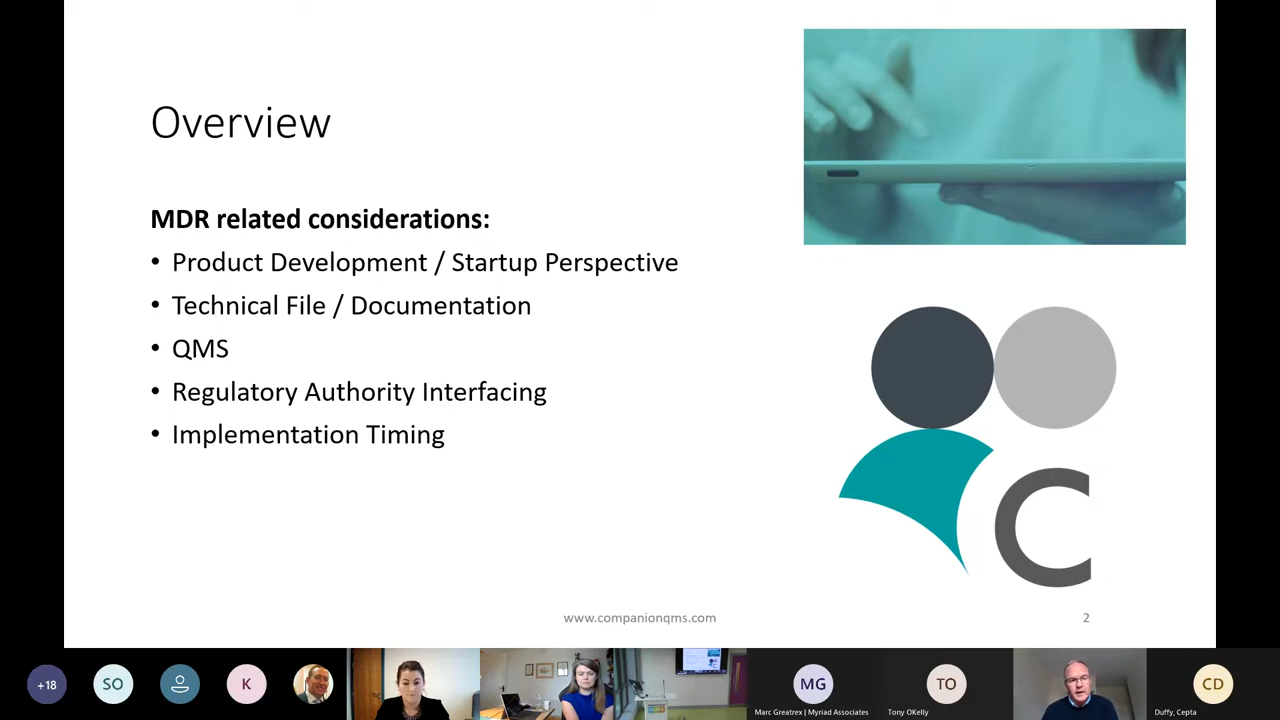 Overview
MDR related considerations:
• Product Development / Startup Perspective
• Technical File / Documentation
• QMS
• Regulatory Authority Interfacing
• Implementation Timing
C
www.companionqms.com
2
+18
SO
K
MG
Marc Greatrex | Myriad Associates
TO
Tony OKelly
CD
Duffy, Cepta